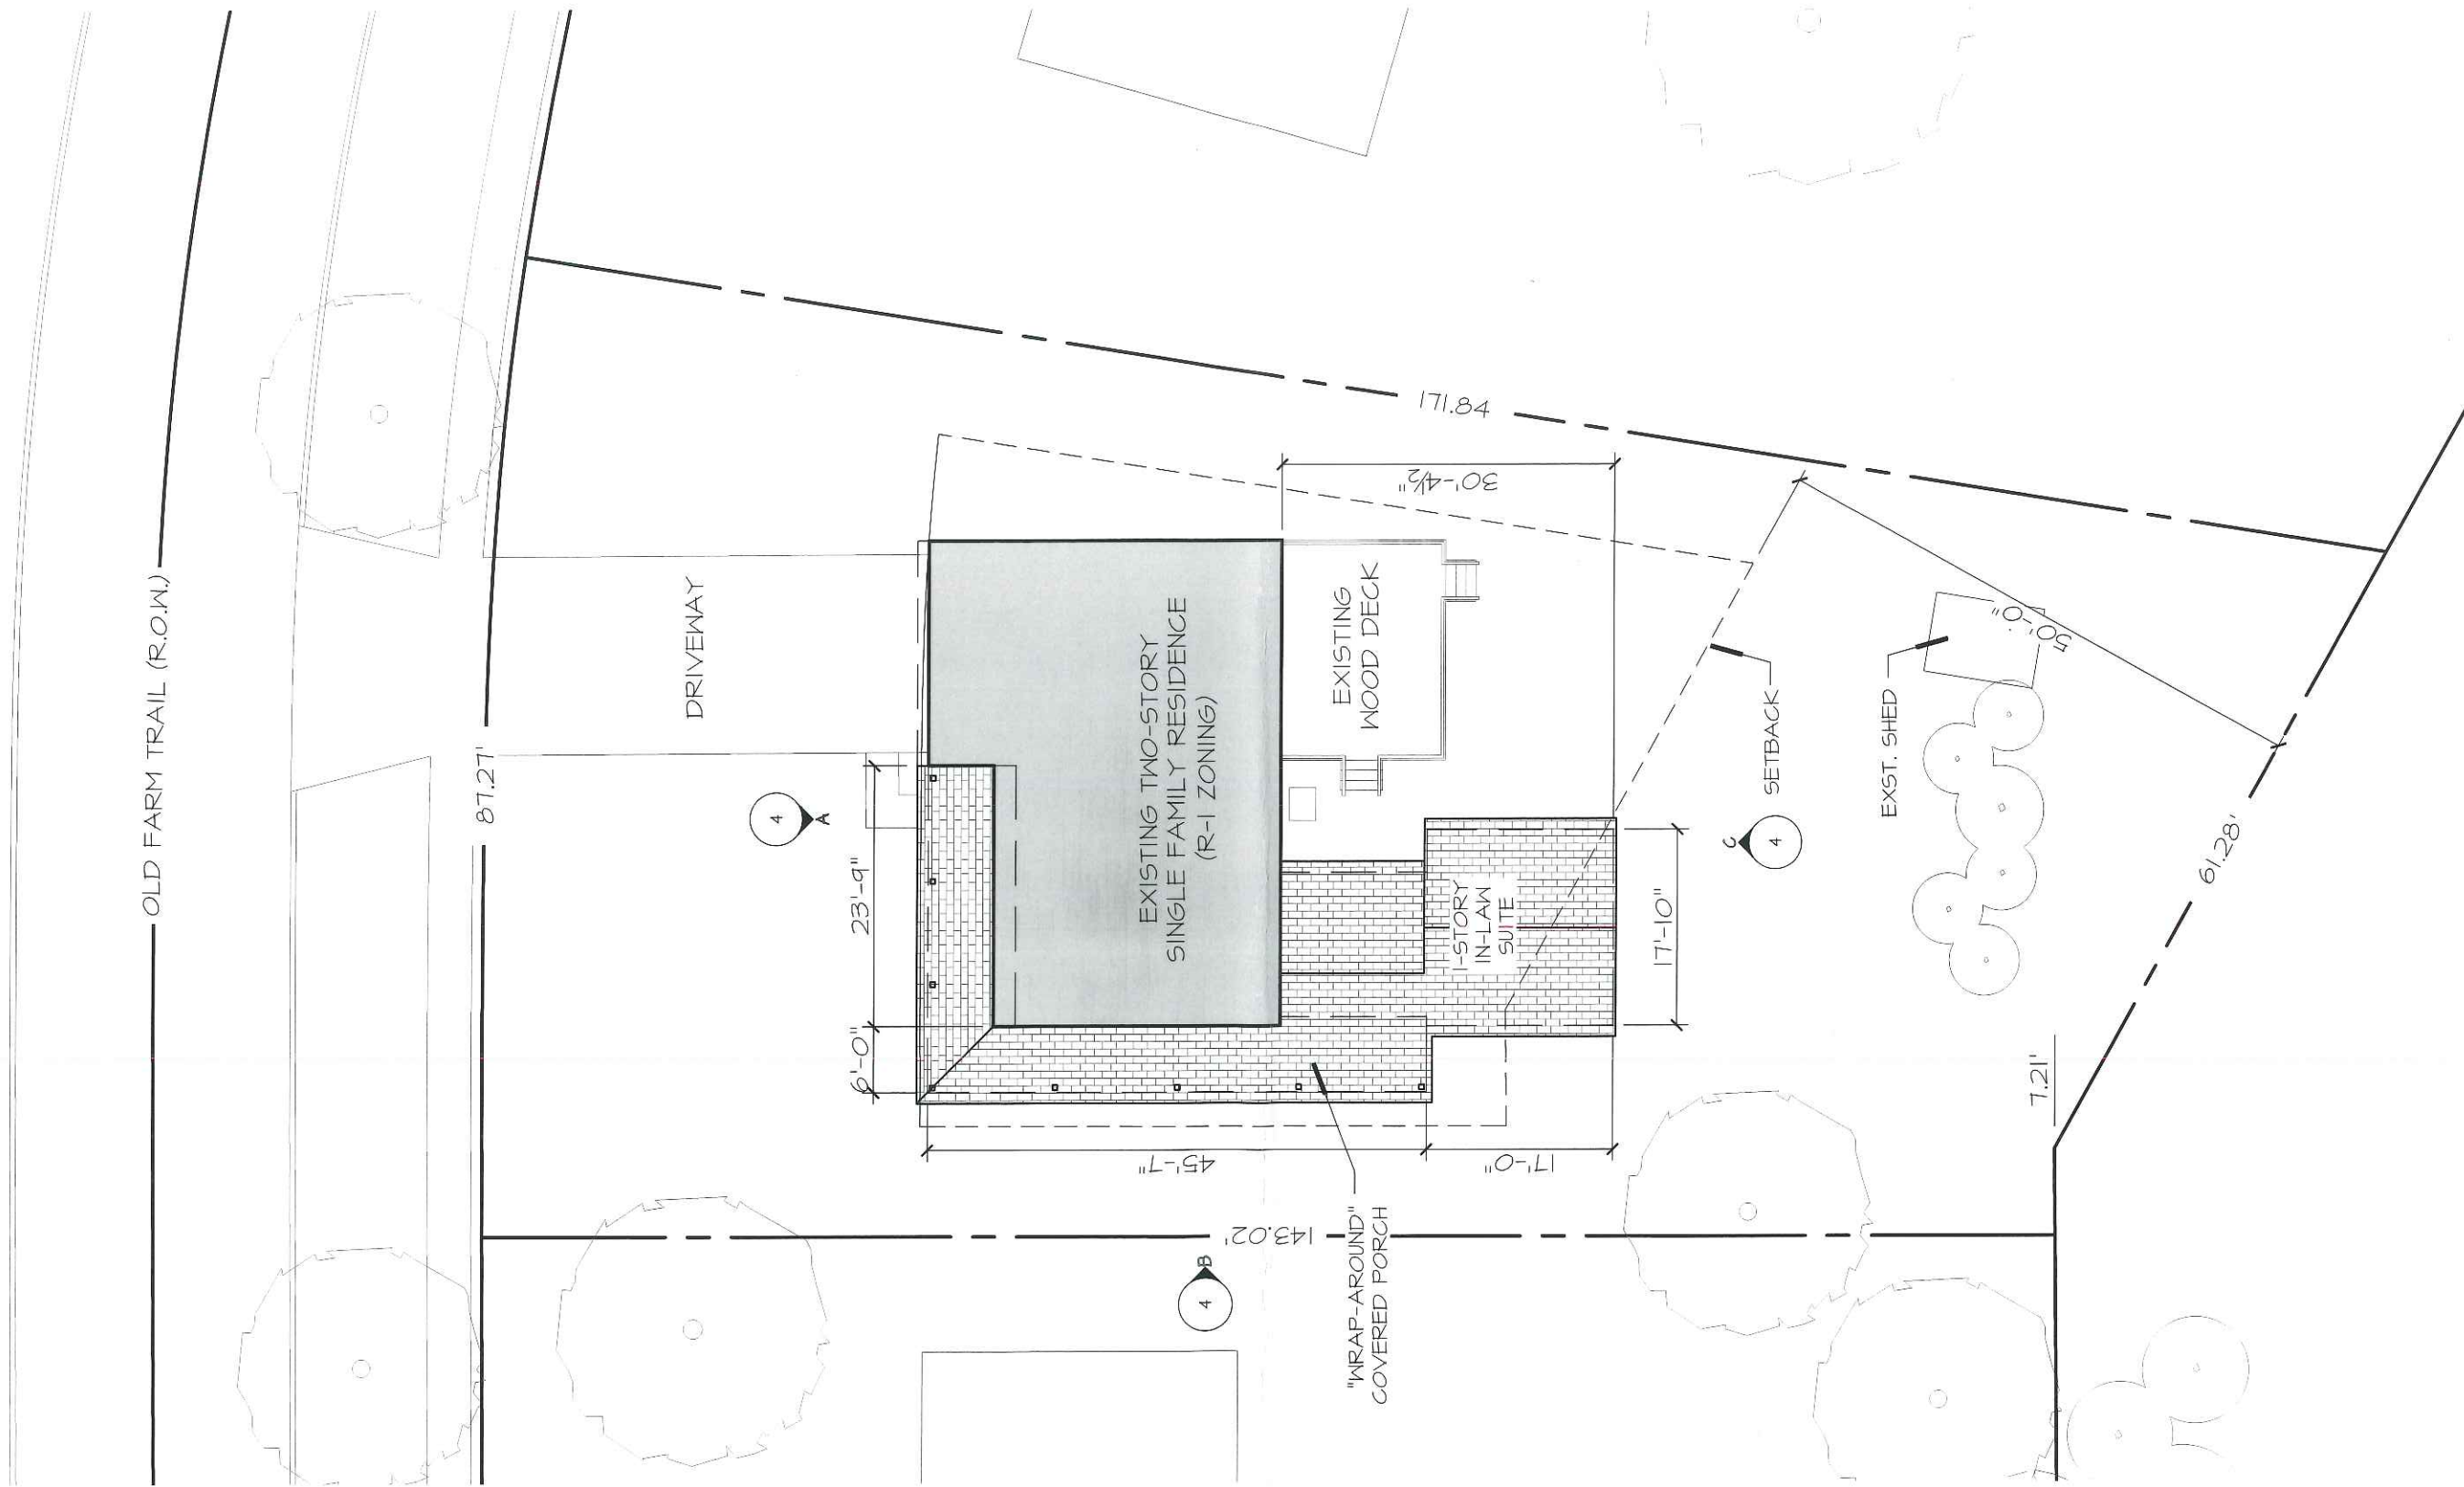 OLD FARM TRAIL (R.O.W.)
87.27'
DRIVEWAY
4
A
23'-9"
6'-0"
EXISTING TWO-STORY
SINGLE FAMILY RESIDENCE
(R-1 ZONING)
171.84
30'-4½"
EXISTING
WOOD DECK
1-STORY
IN-LAW
SUITE
17'-10"
45'-7"
17'-0"
"WRAP-AROUND"
COVERED PORCH
143.02'
4
B
SETBACK
4
C
EXST. SHED
50'-0"
61.28'
7.21'